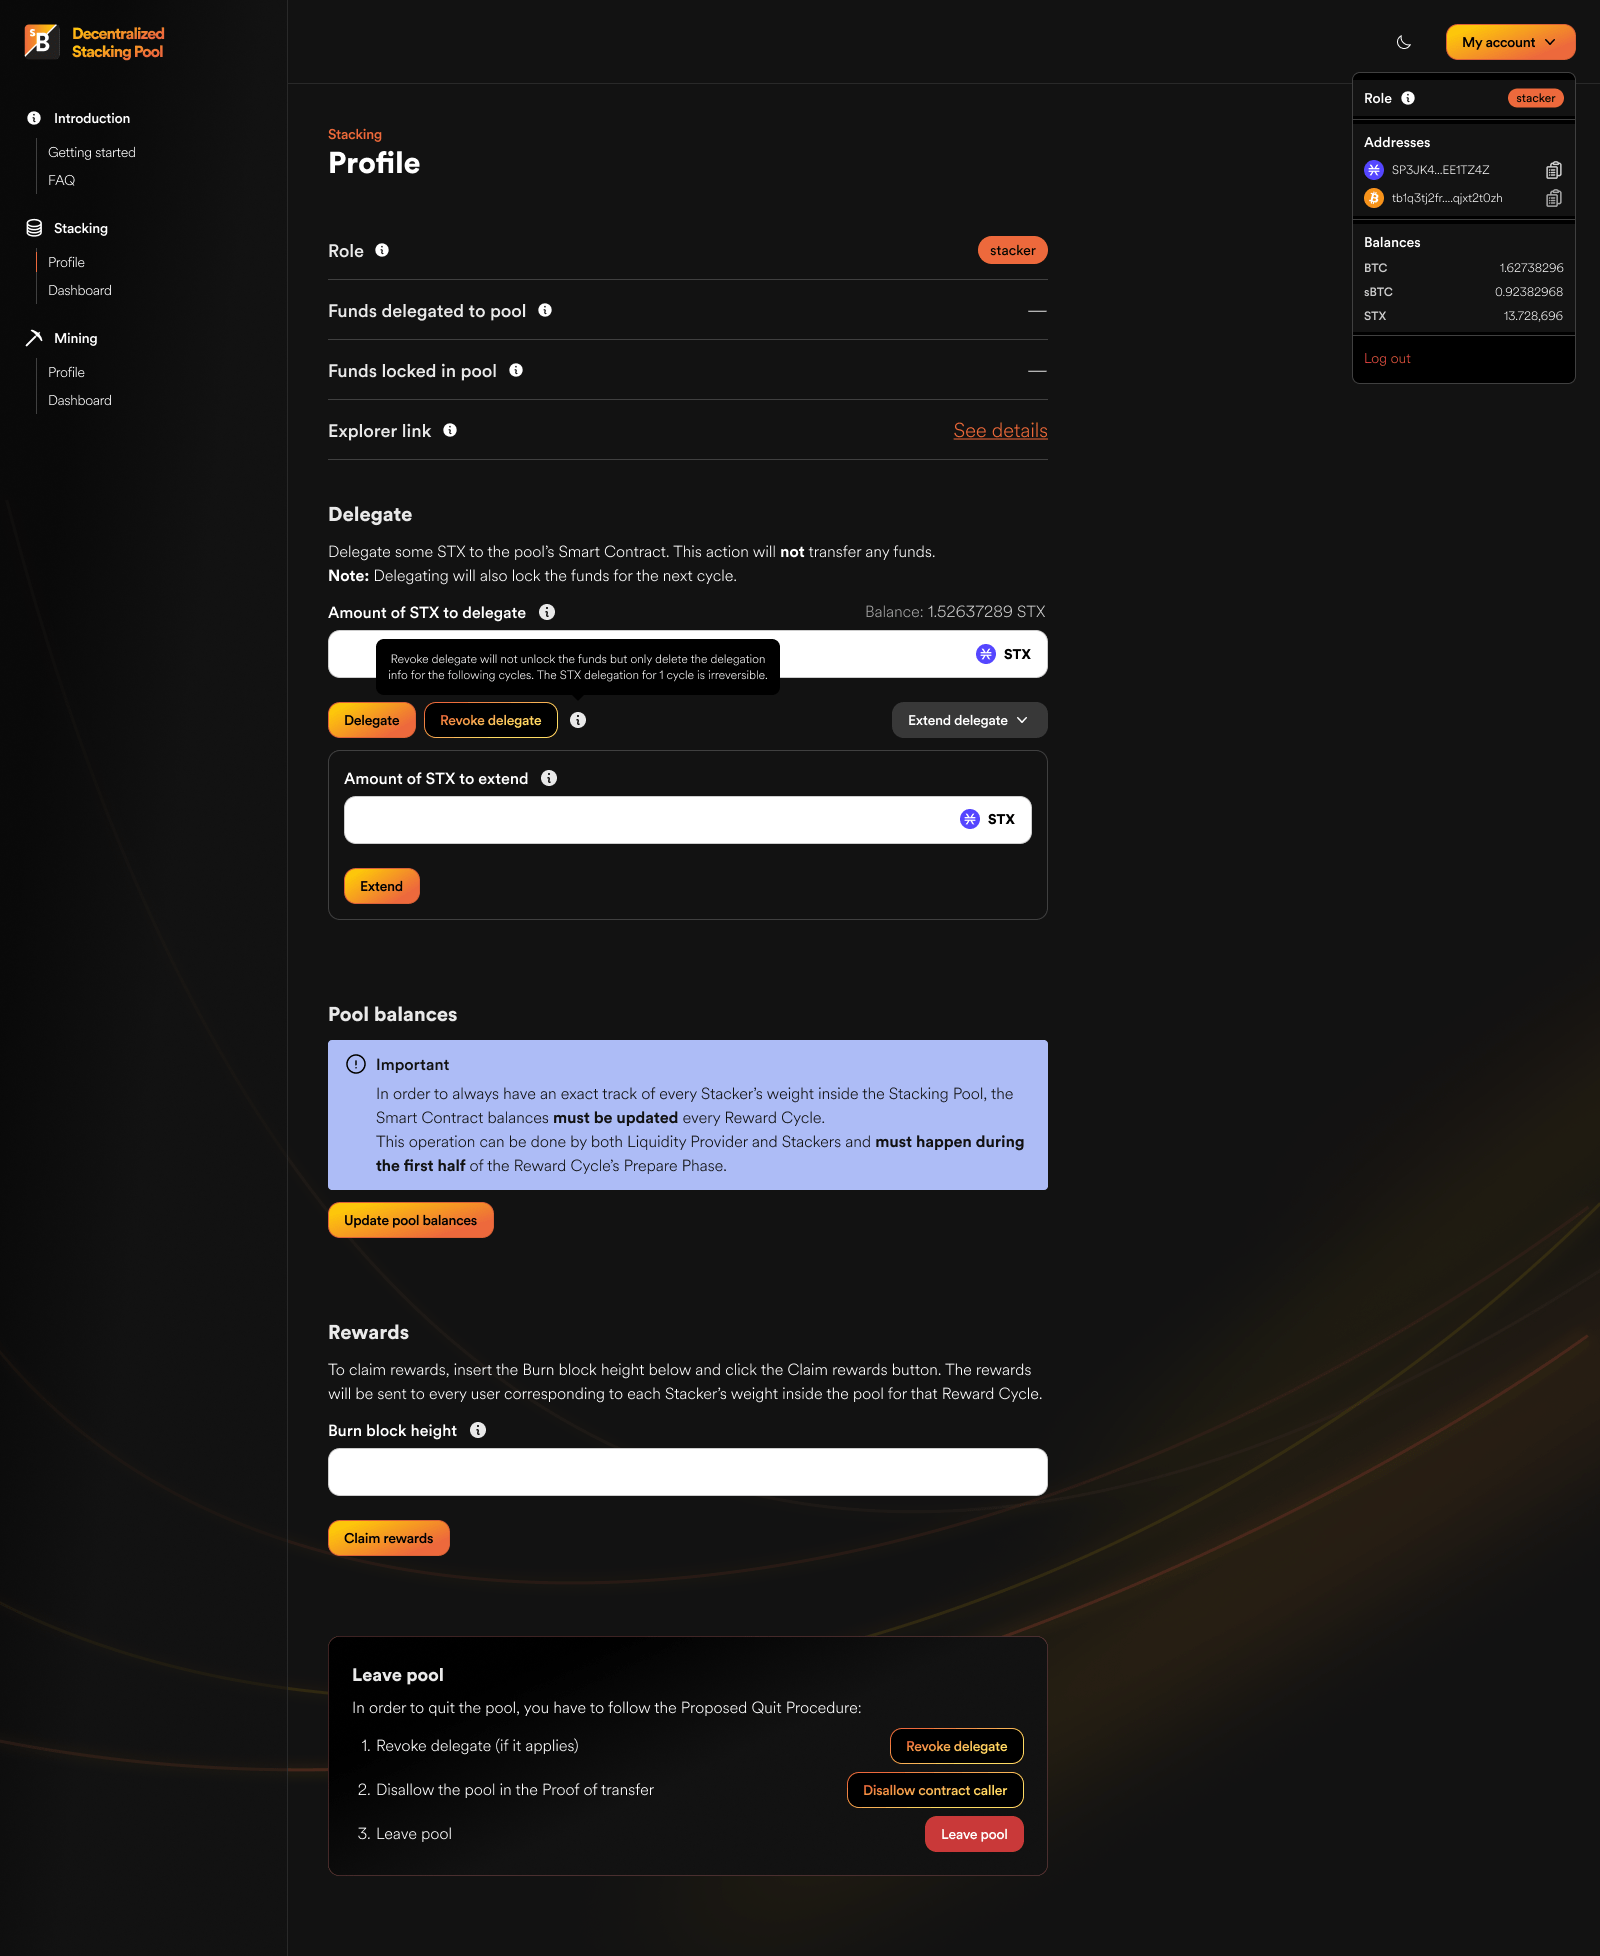 sB
Decentralized
Stacking Pool
My account
Introduction
Getting started
FAQ
Stacking
Profile
Dashboard
Mining
Profile
Dashboard
Role
stacker
Addresses
SP3JK4...EE1TZ4Z
tb1q3tj2fr....qjxt2t0zh
Balances
BTC 1.62738296
sBTC 0.92382968
STX 13.728,696
Log out
Stacking
Profile
Role stacker
Funds delegated to pool —
Funds locked in pool —
Explorer link See details
Delegate
Delegate some STX to the pool’s Smart Contract. This action will not transfer any funds.
Note: Delegating will also lock the funds for the next cycle.
Amount of STX to delegate Balance: 1.52637289 STX
STX
Revoke delegate will not unlock the funds but only delete the delegation
info for the following cycles. The STX delegation for 1 cycle is irreversible.
Delegate Revoke delegate Extend delegate
Amount of STX to extend
STX
Extend
Pool balances
Important
In order to always have an exact track of every Stacker’s weight inside the Stacking Pool, the
Smart Contract balances must be updated every Reward Cycle.
This operation can be done by both Liquidity Provider and Stackers and must happen during
the first half of the Reward Cycle’s Prepare Phase.
Update pool balances
Rewards
To claim rewards, insert the Burn block height below and click the Claim rewards button. The rewards
will be sent to every user corresponding to each Stacker’s weight inside the pool for that Reward Cycle.
Burn block height
Claim rewards
Leave pool
In order to quit the pool, you have to follow the Proposed Quit Procedure:
1. Revoke delegate (if it applies) Revoke delegate
2. Disallow the pool in the Proof of transfer Disallow contract caller
3. Leave pool Leave pool